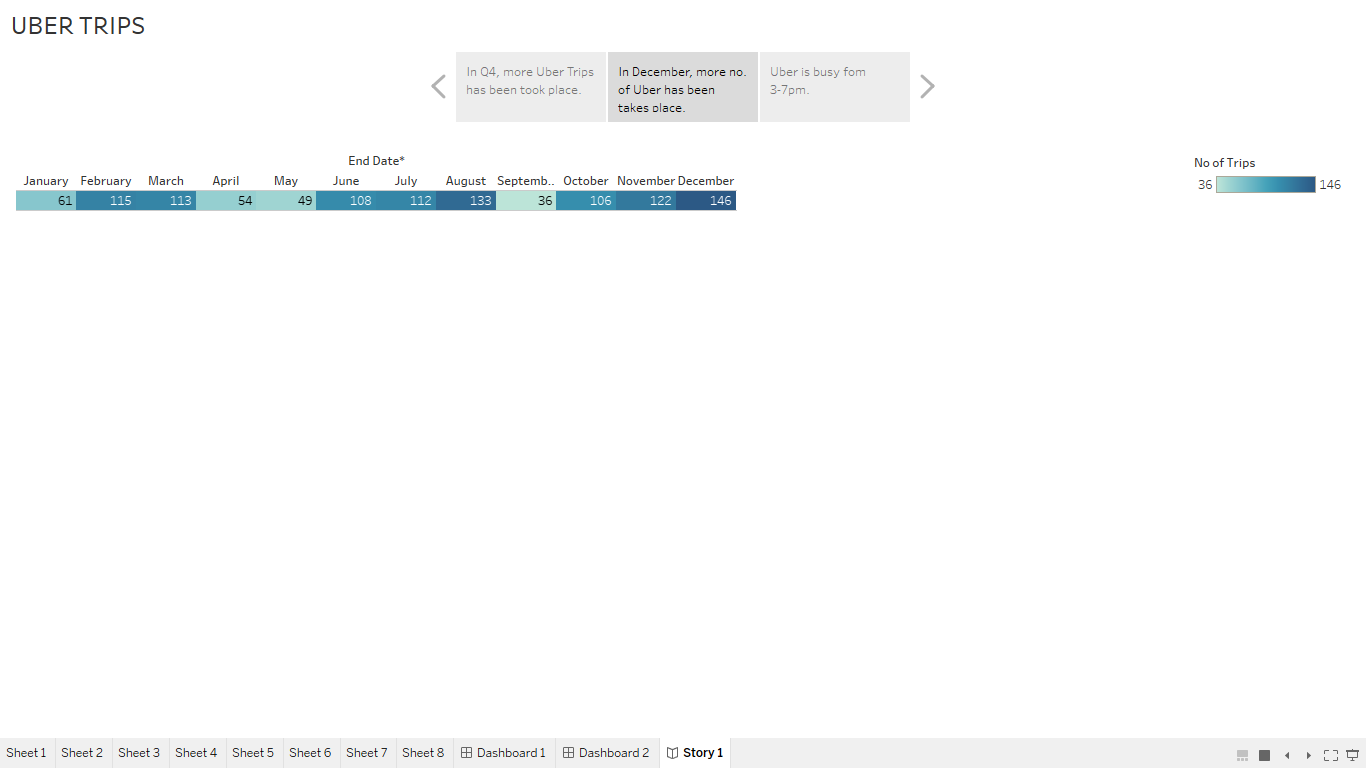 UBER TRIPS
In Q4, more Uber Trips
has been took place.
In December, more no.
of Uber has been
takes place.
Uber is busy fom
3-7pm.
End Date*
January February March April May June July August Septemb.. October November December
61 115 113 54 49 108 112 133 36 106 122 146
No of Trips
36 146
Sheet 1 Sheet 2 Sheet 3 Sheet 4 Sheet 5 Sheet 6 Sheet 7 Sheet 8 Dashboard 1 Dashboard 2 Story 1